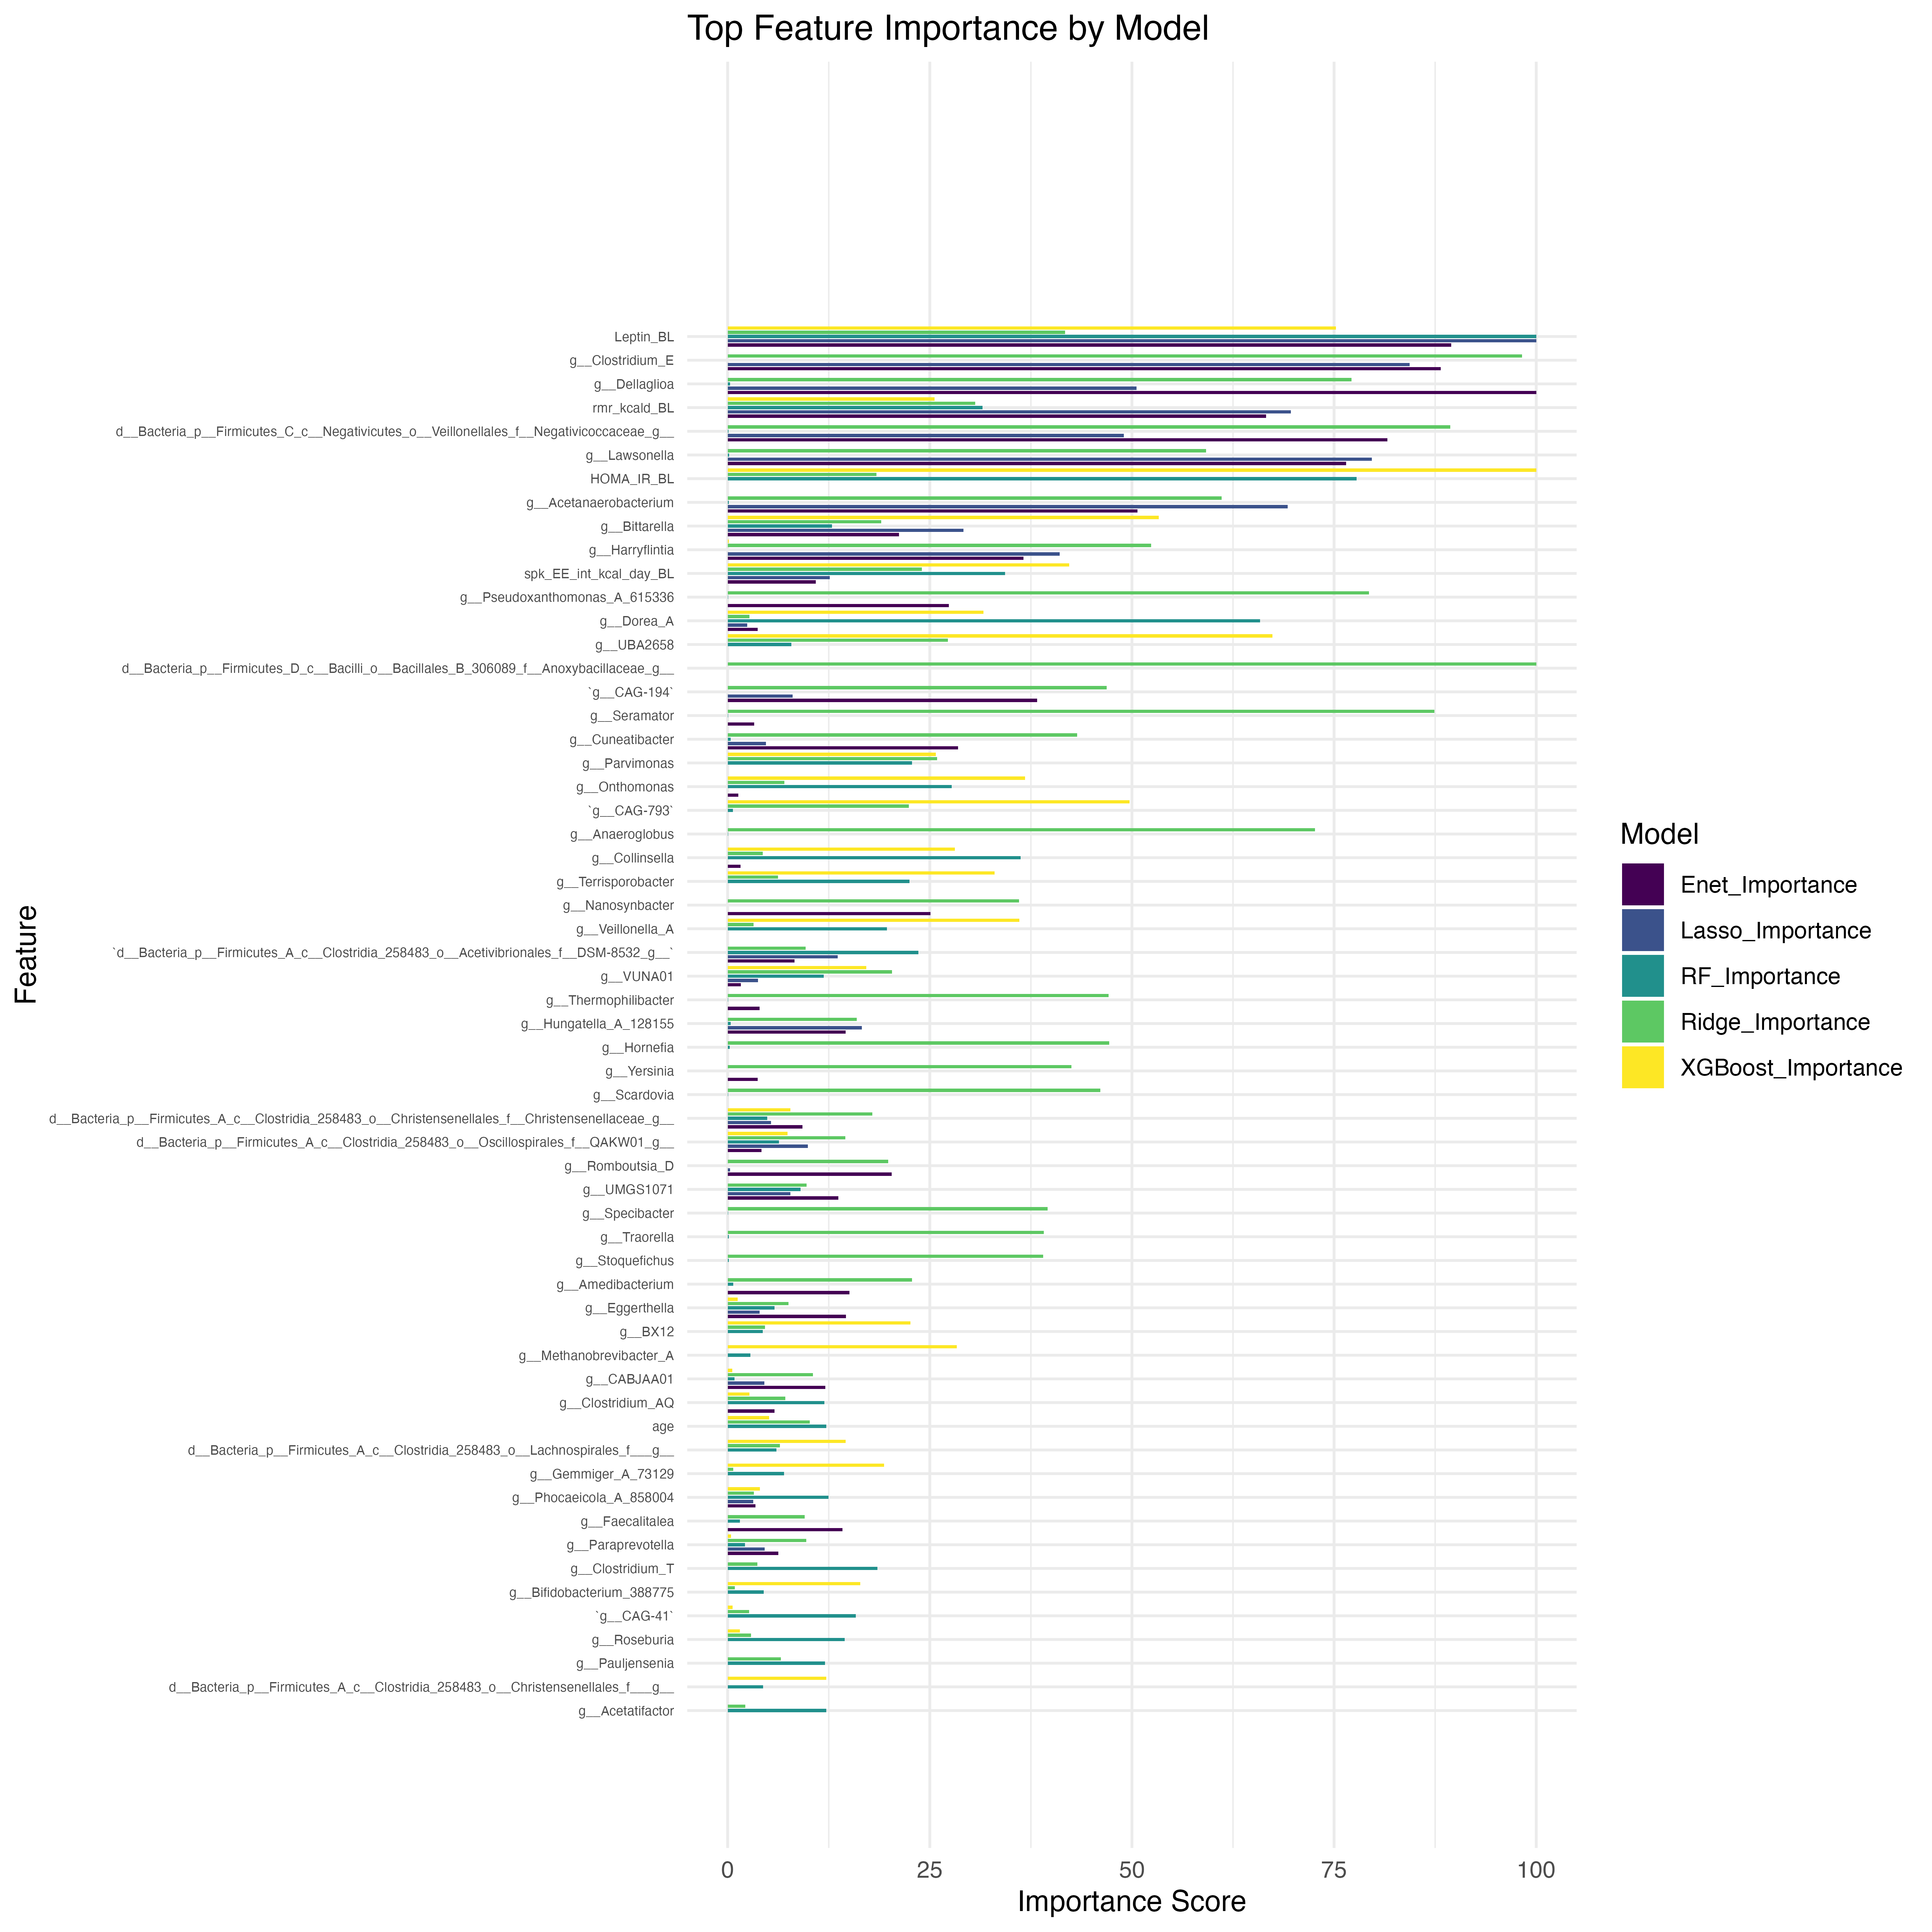 Top Feature Importance by Model
Feature
Leptin_BL
g__Clostridium_E
g__Dellaglioa
rmr_kcald_BL
d__Bacteria_p__Firmicutes_C_c__Negativicutes_o__Veillonellales_f__Negativicoccaceae_g__
g__Lawsonella
HOMA_IR_BL
g__Acetanaerobacterium
g__Bittarella
g__Harryflintia
spk_EE_int_kcal_day_BL
g__Pseudoxanthomonas_A_615336
g__Dorea_A
g__UBA2658
d__Bacteria_p__Firmicutes_D_c__Bacilli_o__Bacillales_B_306089_f__Anoxybacillaceae_g__
`g__CAG-194`
g__Seramator
g__Cuneatibacter
g__Parvimonas
g__Onthomonas
`g__CAG-793`
g__Anaeroglobus
g__Collinsella
g__Terrisporobacter
g__Nanosynbacter
g__Veillonella_A
`d__Bacteria_p__Firmicutes_A_c__Clostridia_258483_o__Acetivibrionales_f__DSM-8532_g__`
g__VUNA01
g__Thermophilibacter
g__Hungatella_A_128155
g__Hornefia
g__Yersinia
g__Scardovia
d__Bacteria_p__Firmicutes_A_c__Clostridia_258483_o__Christensenellales_f__Christensenellaceae_g__
d__Bacteria_p__Firmicutes_A_c__Clostridia_258483_o__Oscillospirales_f__QAKW01_g__
g__Romboutsia_D
g__UMGS1071
g__Specibacter
g__Traorella
g__Stoquefichus
g__Amedibacterium
g__Eggerthella
g__BX12
g__Methanobrevibacter_A
g__CABJAA01
g__Clostridium_AQ
age
d__Bacteria_p__Firmicutes_A_c__Clostridia_258483_o__Lachnospirales_f___g__
g__Gemmiger_A_73129
g__Phocaeicola_A_858004
g__Faecalitalea
g__Paraprevotella
g__Clostridium_T
g__Bifidobacterium_388775
`g__CAG-41`
g__Roseburia
g__Pauljensenia
d__Bacteria_p__Firmicutes_A_c__Clostridia_258483_o__Christensenellales_f___g__
g__Acetatifactor
0 25 50 75 100
Importance Score
Model
Enet_Importance
Lasso_Importance
RF_Importance
Ridge_Importance
XGBoost_Importance